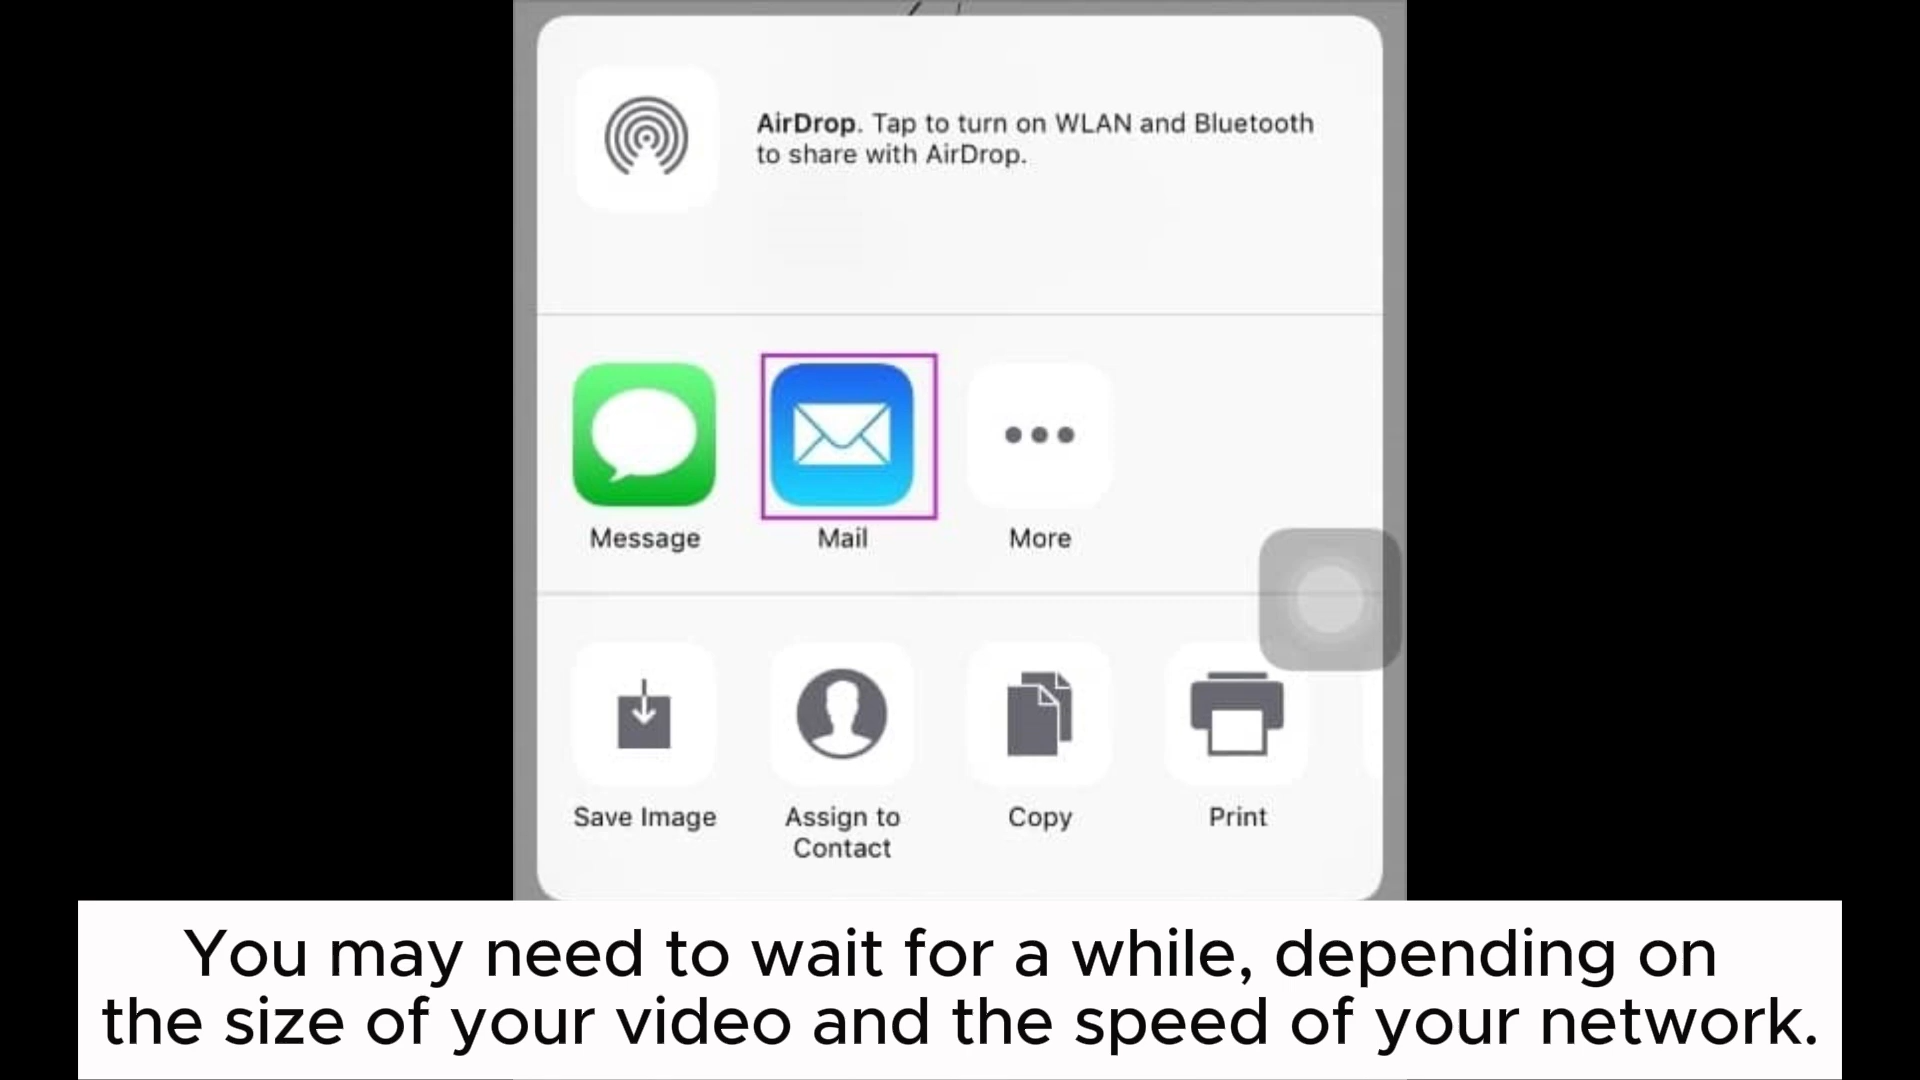 AirDrop. Tap to turn on WLAN and Bluetooth
to share with AirDrop.
Message
Mail
More
Save Image
Assign to
Contact
Copy
Print
You may need to wait for a while, depending on
the size of your video and the speed of your network.